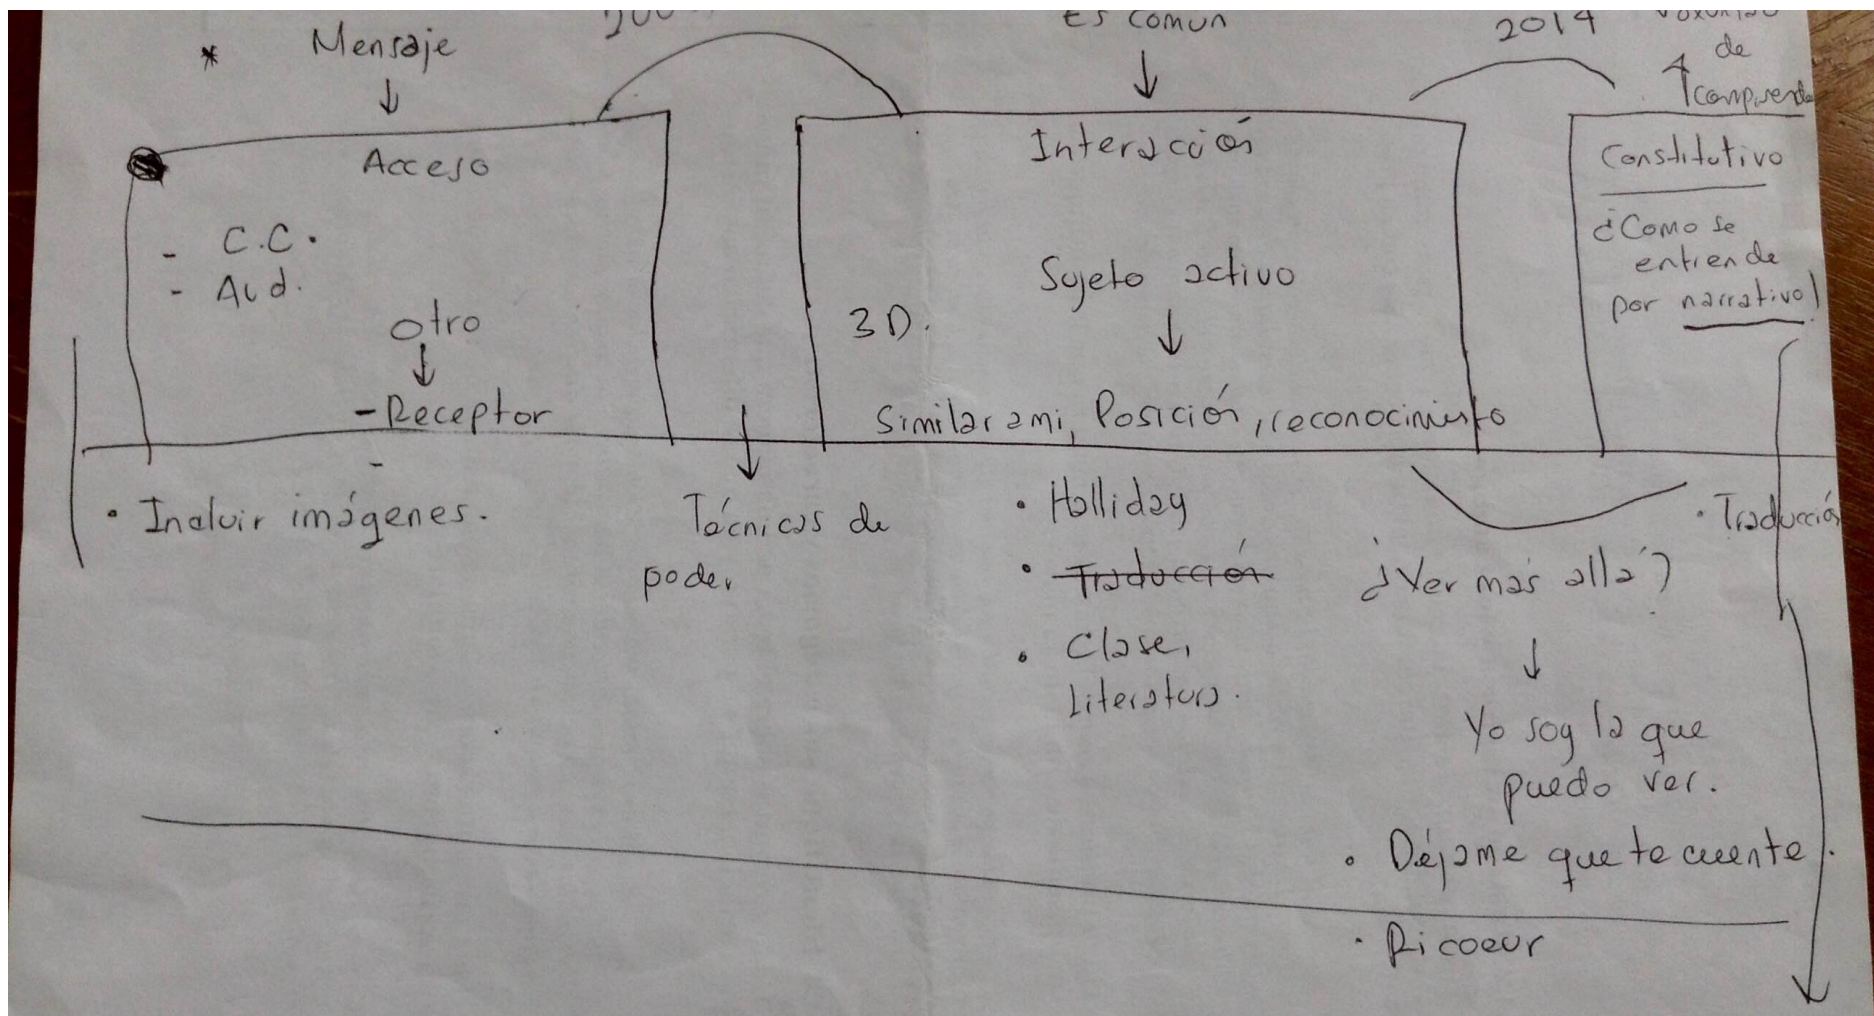 * Mensaje
Es comun
2014
de
Acceso
- C.C.
- Aud.
Otro
- Receptor
Interacción
Sujeto activo
3D.
Similar a mi, Posición, reconocimiento
Constitutivo
¿Como se
entiende
por narrativo?
• Incluir imágenes.
Técnicas de
poder
• Halliday
• Traducción
• Clase,
Literatura.
¿Ver más allá?
Yo soy la que
puedo ver.
• Déjame que te cuente.
• Ricoeur
• Traducción